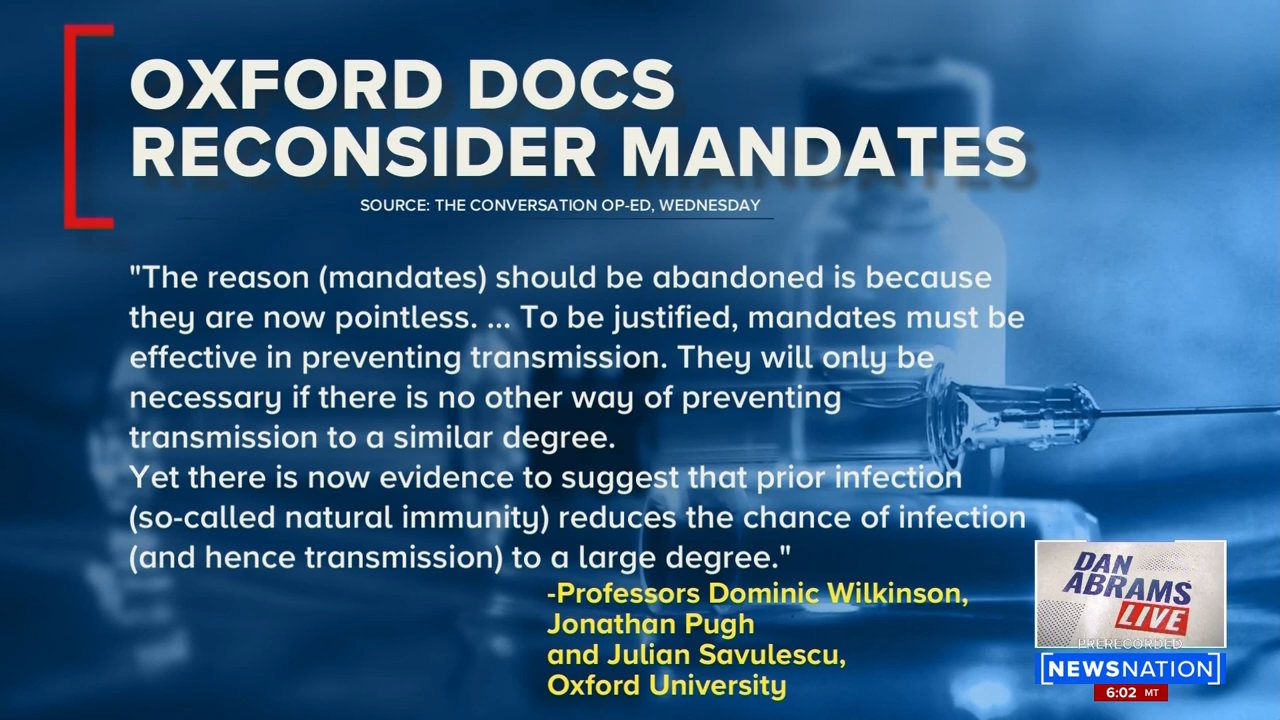 OXFORD DOCS
RECONSIDER MANDATES
SOURCE: THE CONVERSATION OP-ED, WEDNESDAY
"The reason (mandates) should be abandoned is because
they are now pointless. ... To be justified, mandates must be
effective in preventing transmission. They will only be
necessary if there is no other way of preventing
transmission to a similar degree.
Yet there is now evidence to suggest that prior infection
(so-called natural immunity) reduces the chance of infection
(and hence transmission) to a large degree."
-Professors Dominic Wilkinson,
Jonathan Pugh
and Julian Savulescu,
Oxford University
DAN
ABRAMS
LIVE
PRERECORDED
NEWSNATION
6:02 MT